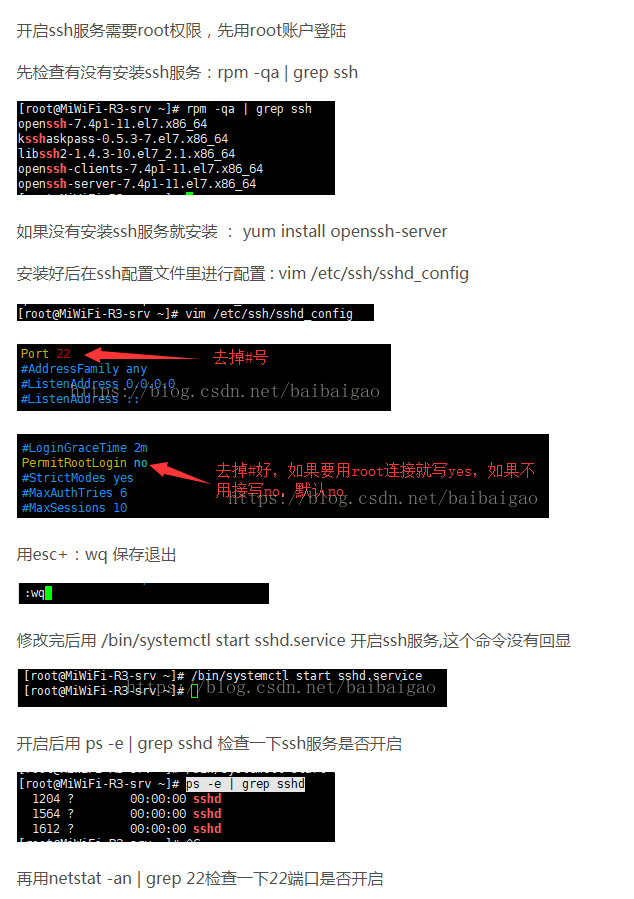 开启ssh服务需要root权限，先用root账户登陆
先检查有没有安装ssh服务：rpm -qa | grep ssh
[root@MiWiFi-R3-srv ~]# rpm -qa | grep ssh
openssh-7.4p1-11.el7.x86_64
ksshaskpass-0.5.3-7.el7.x86_64
libssh2-1.4.3-10.el7_2.1.x86_64
openssh-clients-7.4p1-11.el7.x86_64
openssh-server-7.4p1-11.el7.x86_64
如果没有安装ssh服务就安装 ： yum install openssh-server
安装好后在ssh配置文件里进行配置 : vim /etc/ssh/sshd_config
[root@MiWiFi-R3-srv ~]# vim /etc/ssh/sshd_config
Port 22
去掉#号
#AddressFamily any
#ListenAddress 0.0.0.0
#ListenAddress ::
https://blog.csdn.net/baibaigao
#LoginGraceTime 2m
PermitRootLogin no
#StrictModes yes
#MaxAuthTries 6
#MaxSessions 10
去掉#好，如果要用root连接就写yes，如果不
用接写no，默认no
https://blog.csdn.net/baibaigao
用esc+：wq 保存退出
:wq
修改完后用 /bin/systemctl start sshd.service 开启ssh服务,这个命令没有回显
[root@MiWiFi-R3-srv ~]# /bin/systemctl start sshd.service
[root@MiWiFi-R3-srv ~]#
https://blog.csdn.net/baibaigao
开启后用 ps -e | grep sshd 检查一下ssh服务是否开启
[root@MiWiFi-R3-srv ~]# ps -e | grep sshd
1204 ? 00:00:00 sshd
1564 ? 00:00:00 sshd
1612 ? 00:00:00 sshd
再用netstat -an | grep 22检查一下22端口是否开启